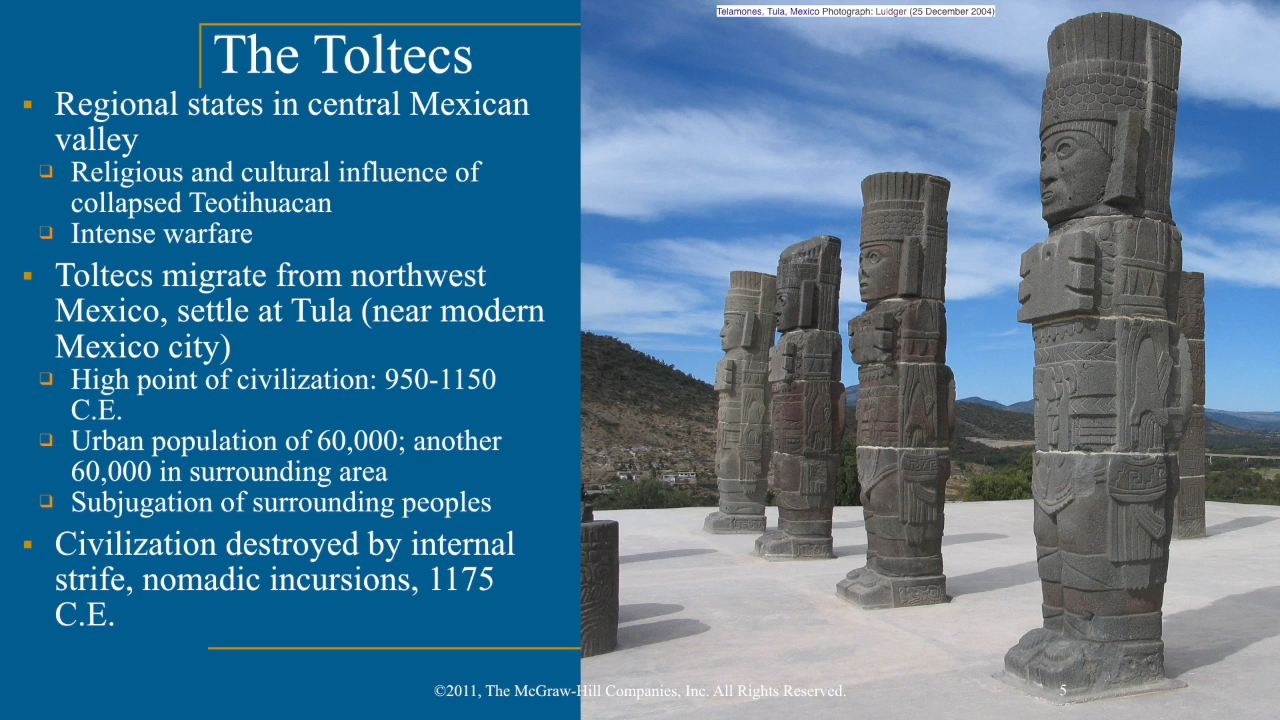 Telamones, Tula, Mexico Photograph: Luidger (25 December 2004)
The Toltecs
Regional states in central Mexican
valley
Religious and cultural influence of
collapsed Teotihuacan
Intense warfare
Toltecs migrate from northwest
Mexico, settle at Tula (near modern
Mexico city)
High point of civilization: 950-1150
C.E.
Urban population of 60,000; another
60,000 in surrounding area
Subjugation of surrounding peoples
Civilization destroyed by internal
strife, nomadic incursions, 1175
C.E.
©2011, The McGraw-Hill Companies, Inc. All Rights Reserved.
5